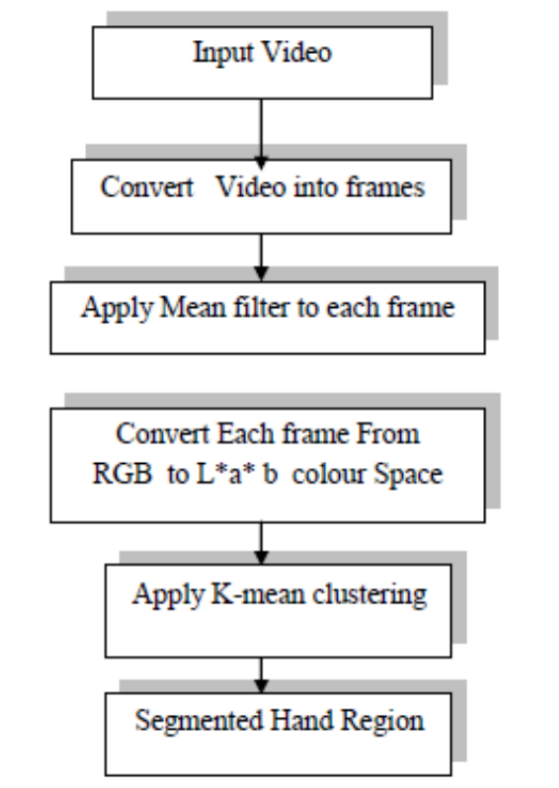 Input Video
Convert Video into frames
Apply Mean filter to each frame
Convert Each frame From
RGB to L*a* b colour Space
Apply K-mean clustering
Segmented Hand Region